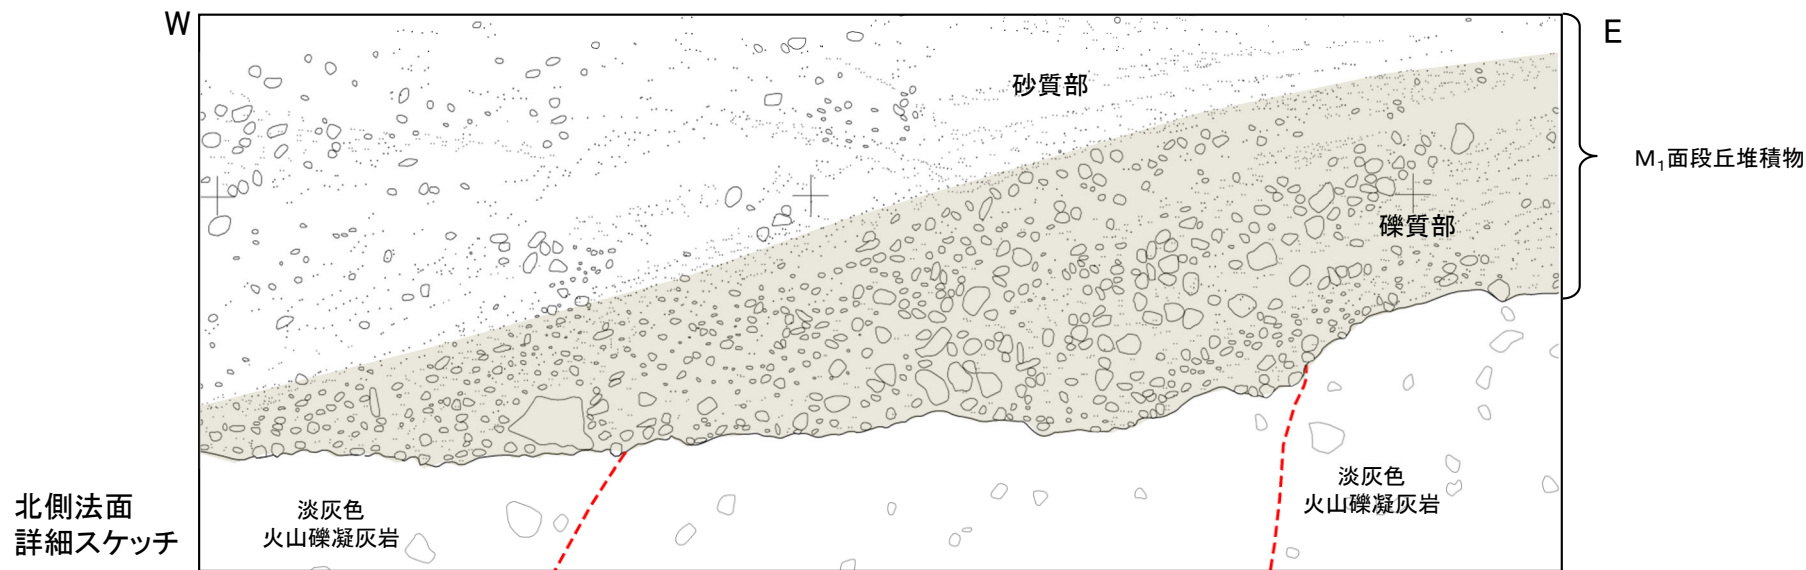 W
E
砂質部
M₁面段丘堆積物
礫質部
淡灰色
火山礫凝灰岩
淡灰色
火山礫凝灰岩
北側法面
詳細スケッチ